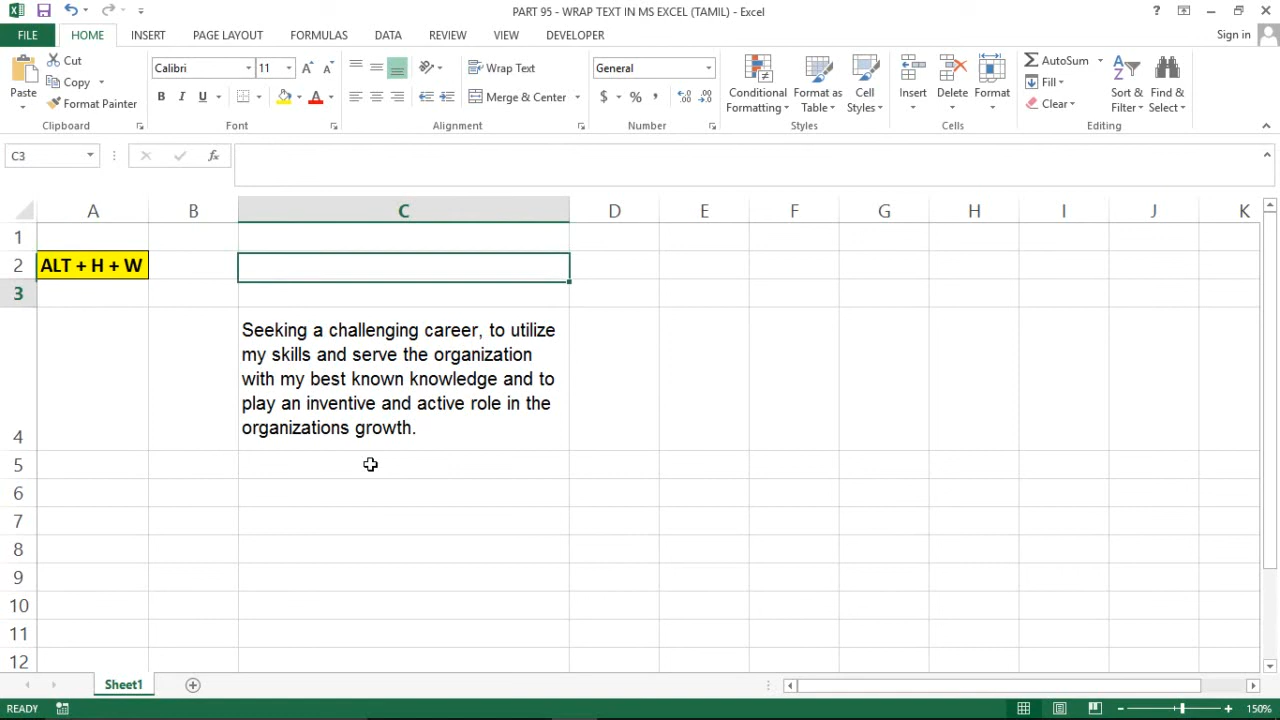 PART 95 - WRAP TEXT IN MS EXCEL (TAMIL) - Excel
?
FILE HOME INSERT PAGE LAYOUT FORMULAS DATA REVIEW VIEW DEVELOPER Sign in
Paste
Cut
Copy
Format Painter
Clipboard
Calibri 11
B I U
Font
Wrap Text
Merge & Center
Alignment
General
$ % ,
Number
Conditional
Formatting
Format as
Table
Cell
Styles
Styles
Insert Delete Format
Cells
AutoSum
Fill
Clear
Sort &
Filter
Find &
Select
Editing
C3
fx
A B C D E F G H I J K
1
2 ALT + H + W
3
Seeking a challenging career, to utilize
my skills and serve the organization
with my best known knowledge and to
play an inventive and active role in the
organizations growth.
4
5
6
7
8
9
10
11
12
Sheet1
READY 150%